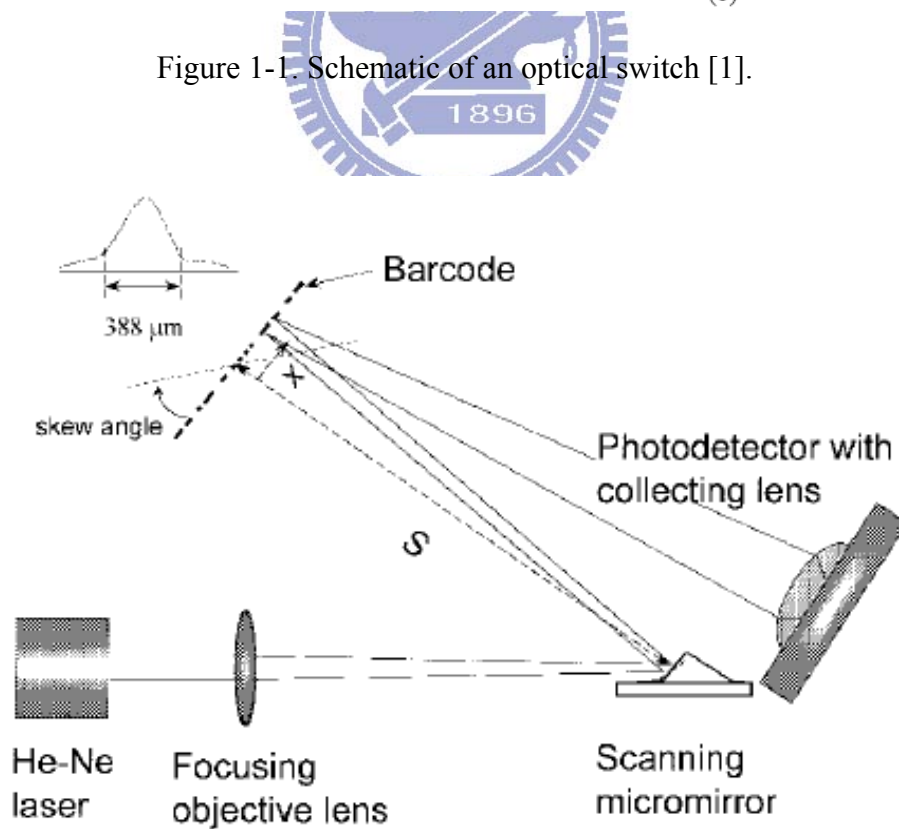 Figure 1-1. Schematic of an optical switch [1].
1896
Barcode
388 μm
X
skew angle
Photodetector with
collecting lens
S
He-Ne
laser
Focusing
objective lens
Scanning
micromirror